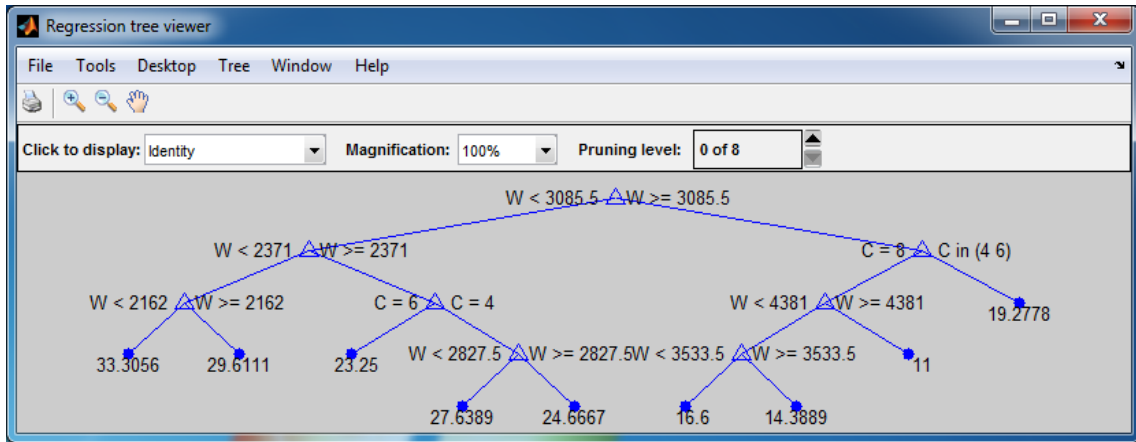 Regression tree viewer
File Tools Desktop Tree Window Help
Click to display: Identity Magnification: 100% Pruning level: 0 of 8
W < 3085.5 W >= 3085.5
W < 2371 W >= 2371 C = 8 C in (4 6)
W < 2162 W >= 2162 C = 6 C = 4 W < 4381 W >= 4381 19.2778
33.3056 29.6111 23.25 W < 2827.5 W >= 2827.5 W < 3533.5 W >= 3533.5 11
27.6389 24.6667 16.6 14.3889